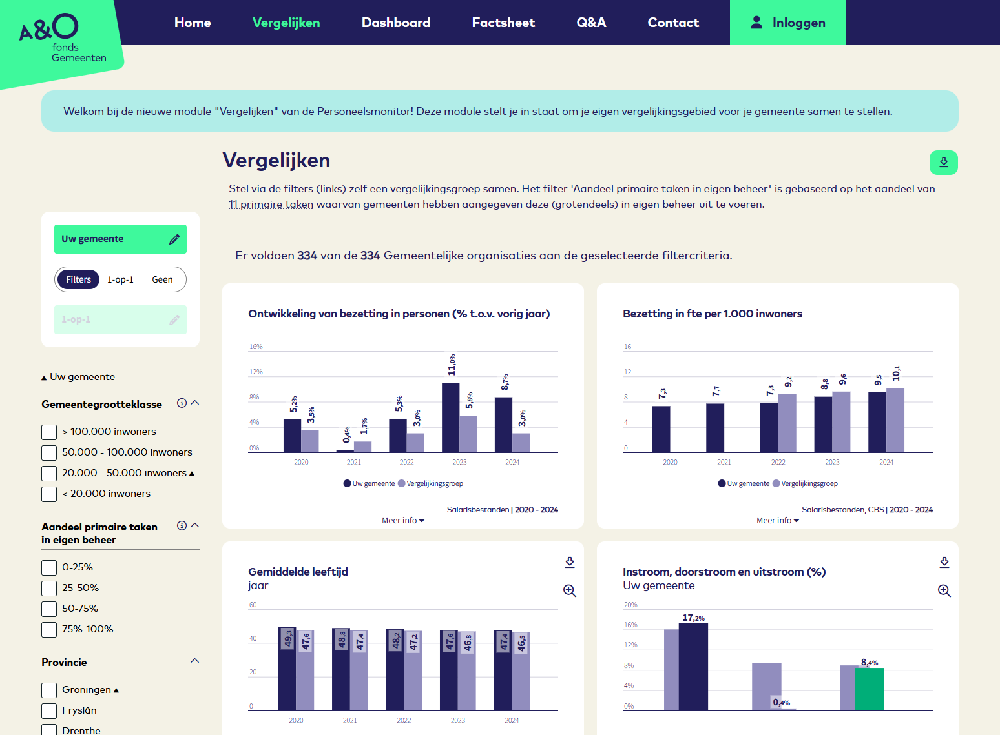 A&O
fonds
Gemeenten
Home
Vergelijken
Dashboard
Factsheet
Q&A
Contact
Inloggen
Welkom bij de nieuwe module "Vergelijken" van de Personeelsmonitor! Deze module stelt je in staat om je eigen vergelijkingsgebied voor je gemeente samen te stellen.
Vergelijken
Stel via de filters (links) zelf een vergelijkingsgroep samen. Het filter 'Aandeel primaire taken in eigen beheer' is gebaseerd op het aandeel van
11 primaire taken waarvan gemeenten hebben aangegeven deze (grotendeels) in eigen beheer uit te voeren.
Er voldoen 334 van de 334 Gemeentelijke organisaties aan de geselecteerde filtercriteria.
Uw gemeente
Filters
1-op-1
Geen
1-op-1
▲ Uw gemeente
Gemeentegrootteklasse
> 100.000 inwoners
50.000 - 100.000 inwoners
20.000 - 50.000 inwoners ▲
< 20.000 inwoners
Aandeel primaire taken
in eigen beheer
0-25%
25-50%
50-75%
75%-100%
Provincie
Groningen ▲
Fryslân
Drenthe
Ontwikkeling van bezetting in personen (% t.o.v. vorig jaar)
16%
12%
8%
4%
0%
5,2%
3,5%
0,4%
1,7%
5,3%
3,0%
11,0%
5,8%
8,7%
3,0%
2020
2021
2022
2023
2024
Uw gemeente
Vergelijkingsgroep
Salarisbestanden | 2020 - 2024
Meer info
Bezetting in fte per 1.000 inwoners
16
12
8
4
0
7,3
7,7
7,8
9,2
8,8
9,6
9,5
10,1
2020
2021
2022
2023
2024
Uw gemeente
Vergelijkingsgroep
Salarisbestanden, CBS | 2020 - 2024
Meer info
Gemiddelde leeftijd
jaar
60
40
20
0
49,3
47,6
48,8
47,4
48,2
47,2
47,6
46,8
47,4
46,5
2020
2021
2022
2023
2024
Instroom, doorstroom en uitstroom (%)
Uw gemeente
20%
16%
12%
8%
4%
0%
17,2%
0,4%
8,4%